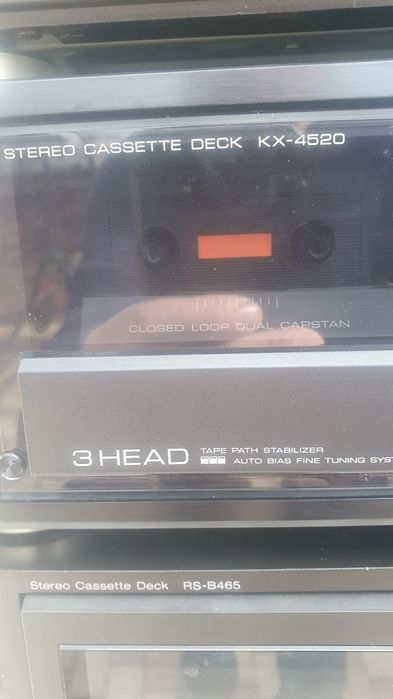 STEREO CASSETTE DECK KX-4520
CLOSED LOOP DUAL CAPSTAN
3 HEAD
TAPE PATH STABILIZER
AUTO BIAS FINE TUNING SYST
Stereo Cassette Deck RS-B465